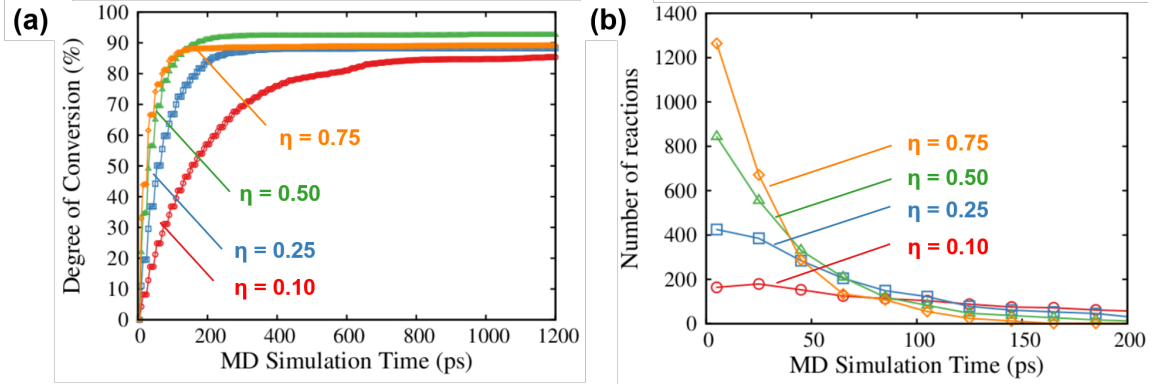 (a)
100
90
80
70
60
50
40
30
20
10
0
Degree of Conversion (%)
η = 0.75
η = 0.50
η = 0.25
η = 0.10
0 200 400 600 800 1000 1200
MD Simulation Time (ps)
(b)
1400
1200
1000
800
600
400
200
0
Number of reactions
η = 0.75
η = 0.50
η = 0.25
η = 0.10
0 50 100 150 200
MD Simulation Time (ps)